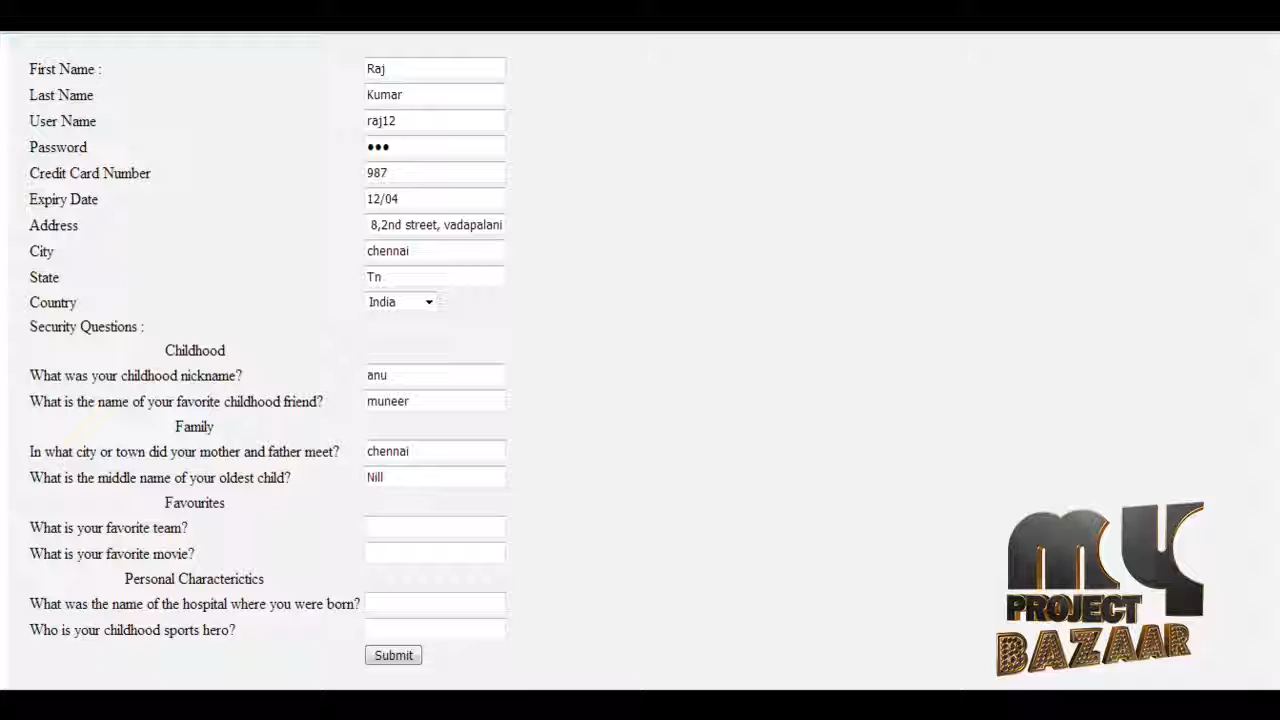 First Name : Raj
Last Name Kumar
User Name raj12
Password •••
Credit Card Number 987
Expiry Date 12/04
Address 8,2nd street, vadapalani
City chennai
State Tn
Country India
Security Questions :
Childhood
What was your childhood nickname? anu
What is the name of your favorite childhood friend? muneer
Family
In what city or town did your mother and father meet? chennai
What is the middle name of your oldest child? Nill
Favourites
What is your favorite team?
What is your favorite movie?
Personal Characterictics
What was the name of the hospital where you were born?
Who is your childhood sports hero?
Submit
my
PROJECT
BAZAAR